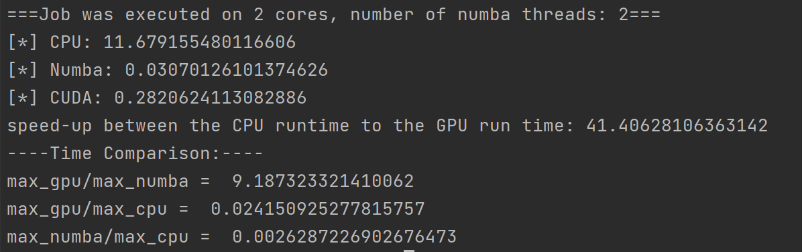 ===Job was executed on 2 cores, number of numba threads: 2===
[*] CPU: 11.679155480116606
[*] Numba: 0.03070126101374626
[*] CUDA: 0.2820624113082886
speed-up between the CPU runtime to the GPU run time: 41.40628106363142
----Time Comparison:----
max_gpu/max_numba =  9.187323321410062
max_gpu/max_cpu =  0.024150925277815757
max_numba/max_cpu =  0.0026287226902676473